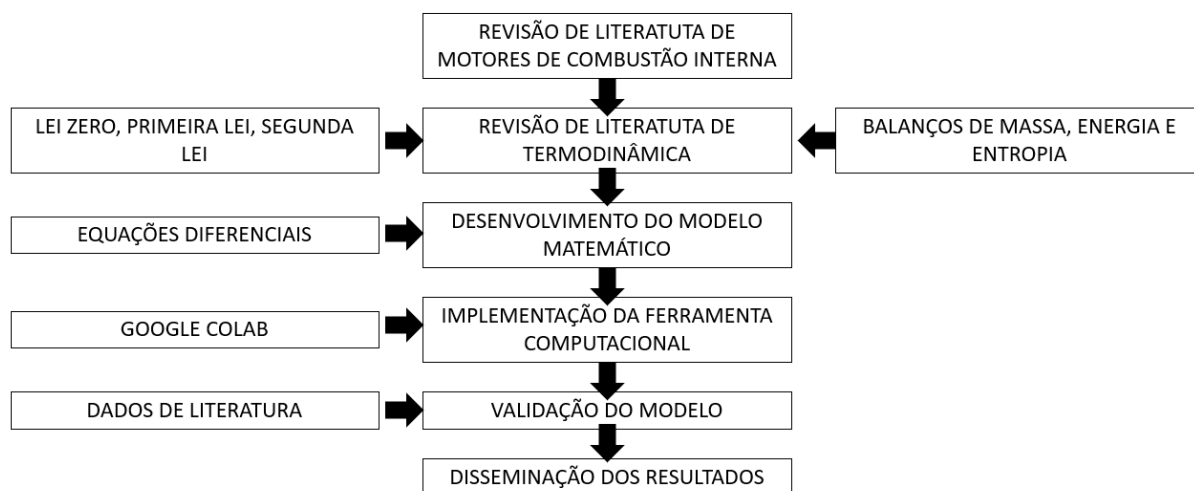 REVISÃO DE LITERATUTA DE
MOTORES DE COMBUSTÃO INTERNA
LEI ZERO, PRIMEIRA LEI, SEGUNDA
LEI
REVISÃO DE LITERATUTA DE
TERMODINÂMICA
BALANÇOS DE MASSA, ENERGIA E
ENTROPIA
EQUAÇÕES DIFERENCIAIS
DESENVOLVIMENTO DO MODELO
MATEMÁTICO
GOOGLE COLAB
IMPLEMENTAÇÃO DA FERRAMENTA
COMPUTACIONAL
DADOS DE LITERATURA
VALIDAÇÃO DO MODELO
DISSEMINAÇÃO DOS RESULTADOS